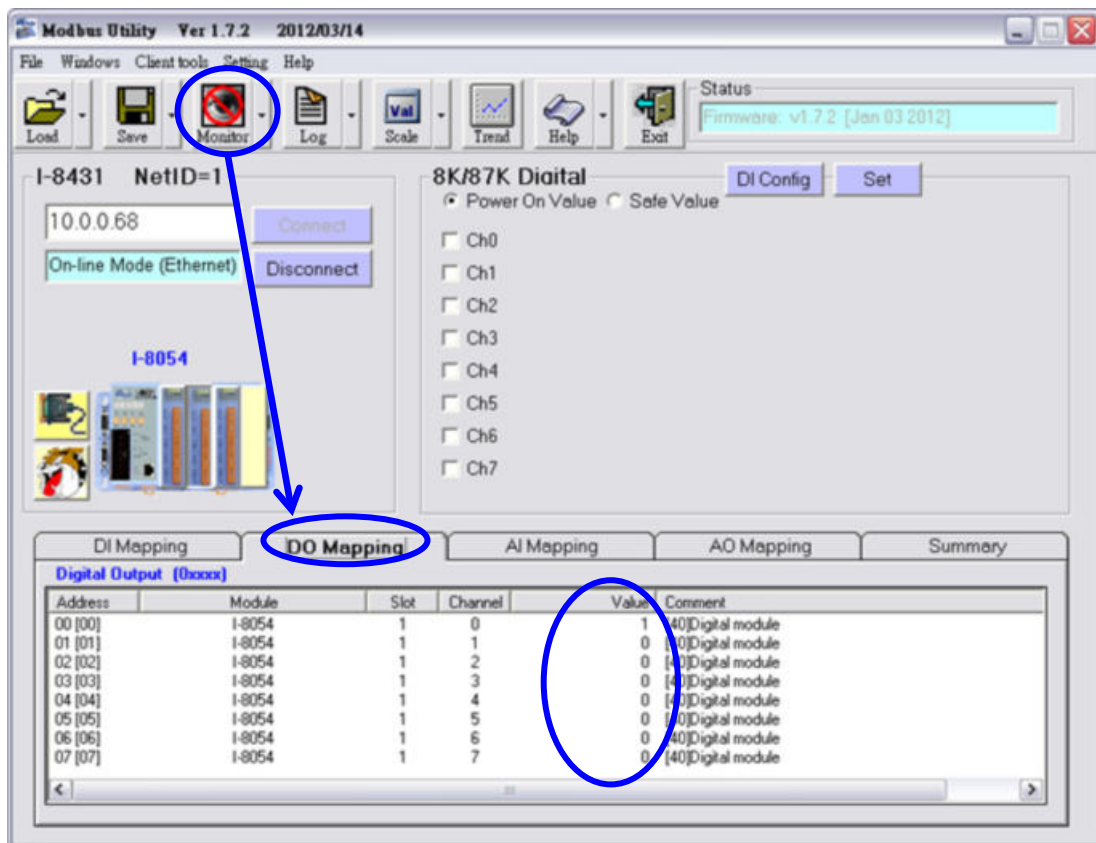 Modbus Utility Ver 1.7.2 2012/03/14
File Windows Client tools Setting Help
Load Save Monitor Log Val Scale Trend Help Exit
Status
Firmware: v1.7.2 [Jan 03 2012]
I-8431 NetID=1
10.0.0.68 Connect
On-line Mode (Ethernet) Disconnect
I-8054
8K/87K Digital DI Config Set
Power On Value Safe Value
Ch0
Ch1
Ch2
Ch3
Ch4
Ch5
Ch6
Ch7
DI Mapping DO Mapping AI Mapping AO Mapping Summary
Digital Output (0xxxx)
Address Module Slot Channel Value Comment
00 [00] I-8054 1 0 1 [40]Digital module
01 [01] I-8054 1 1 0 [40]Digital module
02 [02] I-8054 1 2 0 [40]Digital module
03 [03] I-8054 1 3 0 [40]Digital module
04 [04] I-8054 1 4 0 [40]Digital module
05 [05] I-8054 1 5 0 [40]Digital module
06 [06] I-8054 1 6 0 [40]Digital module
07 [07] I-8054 1 7 0 [40]Digital module